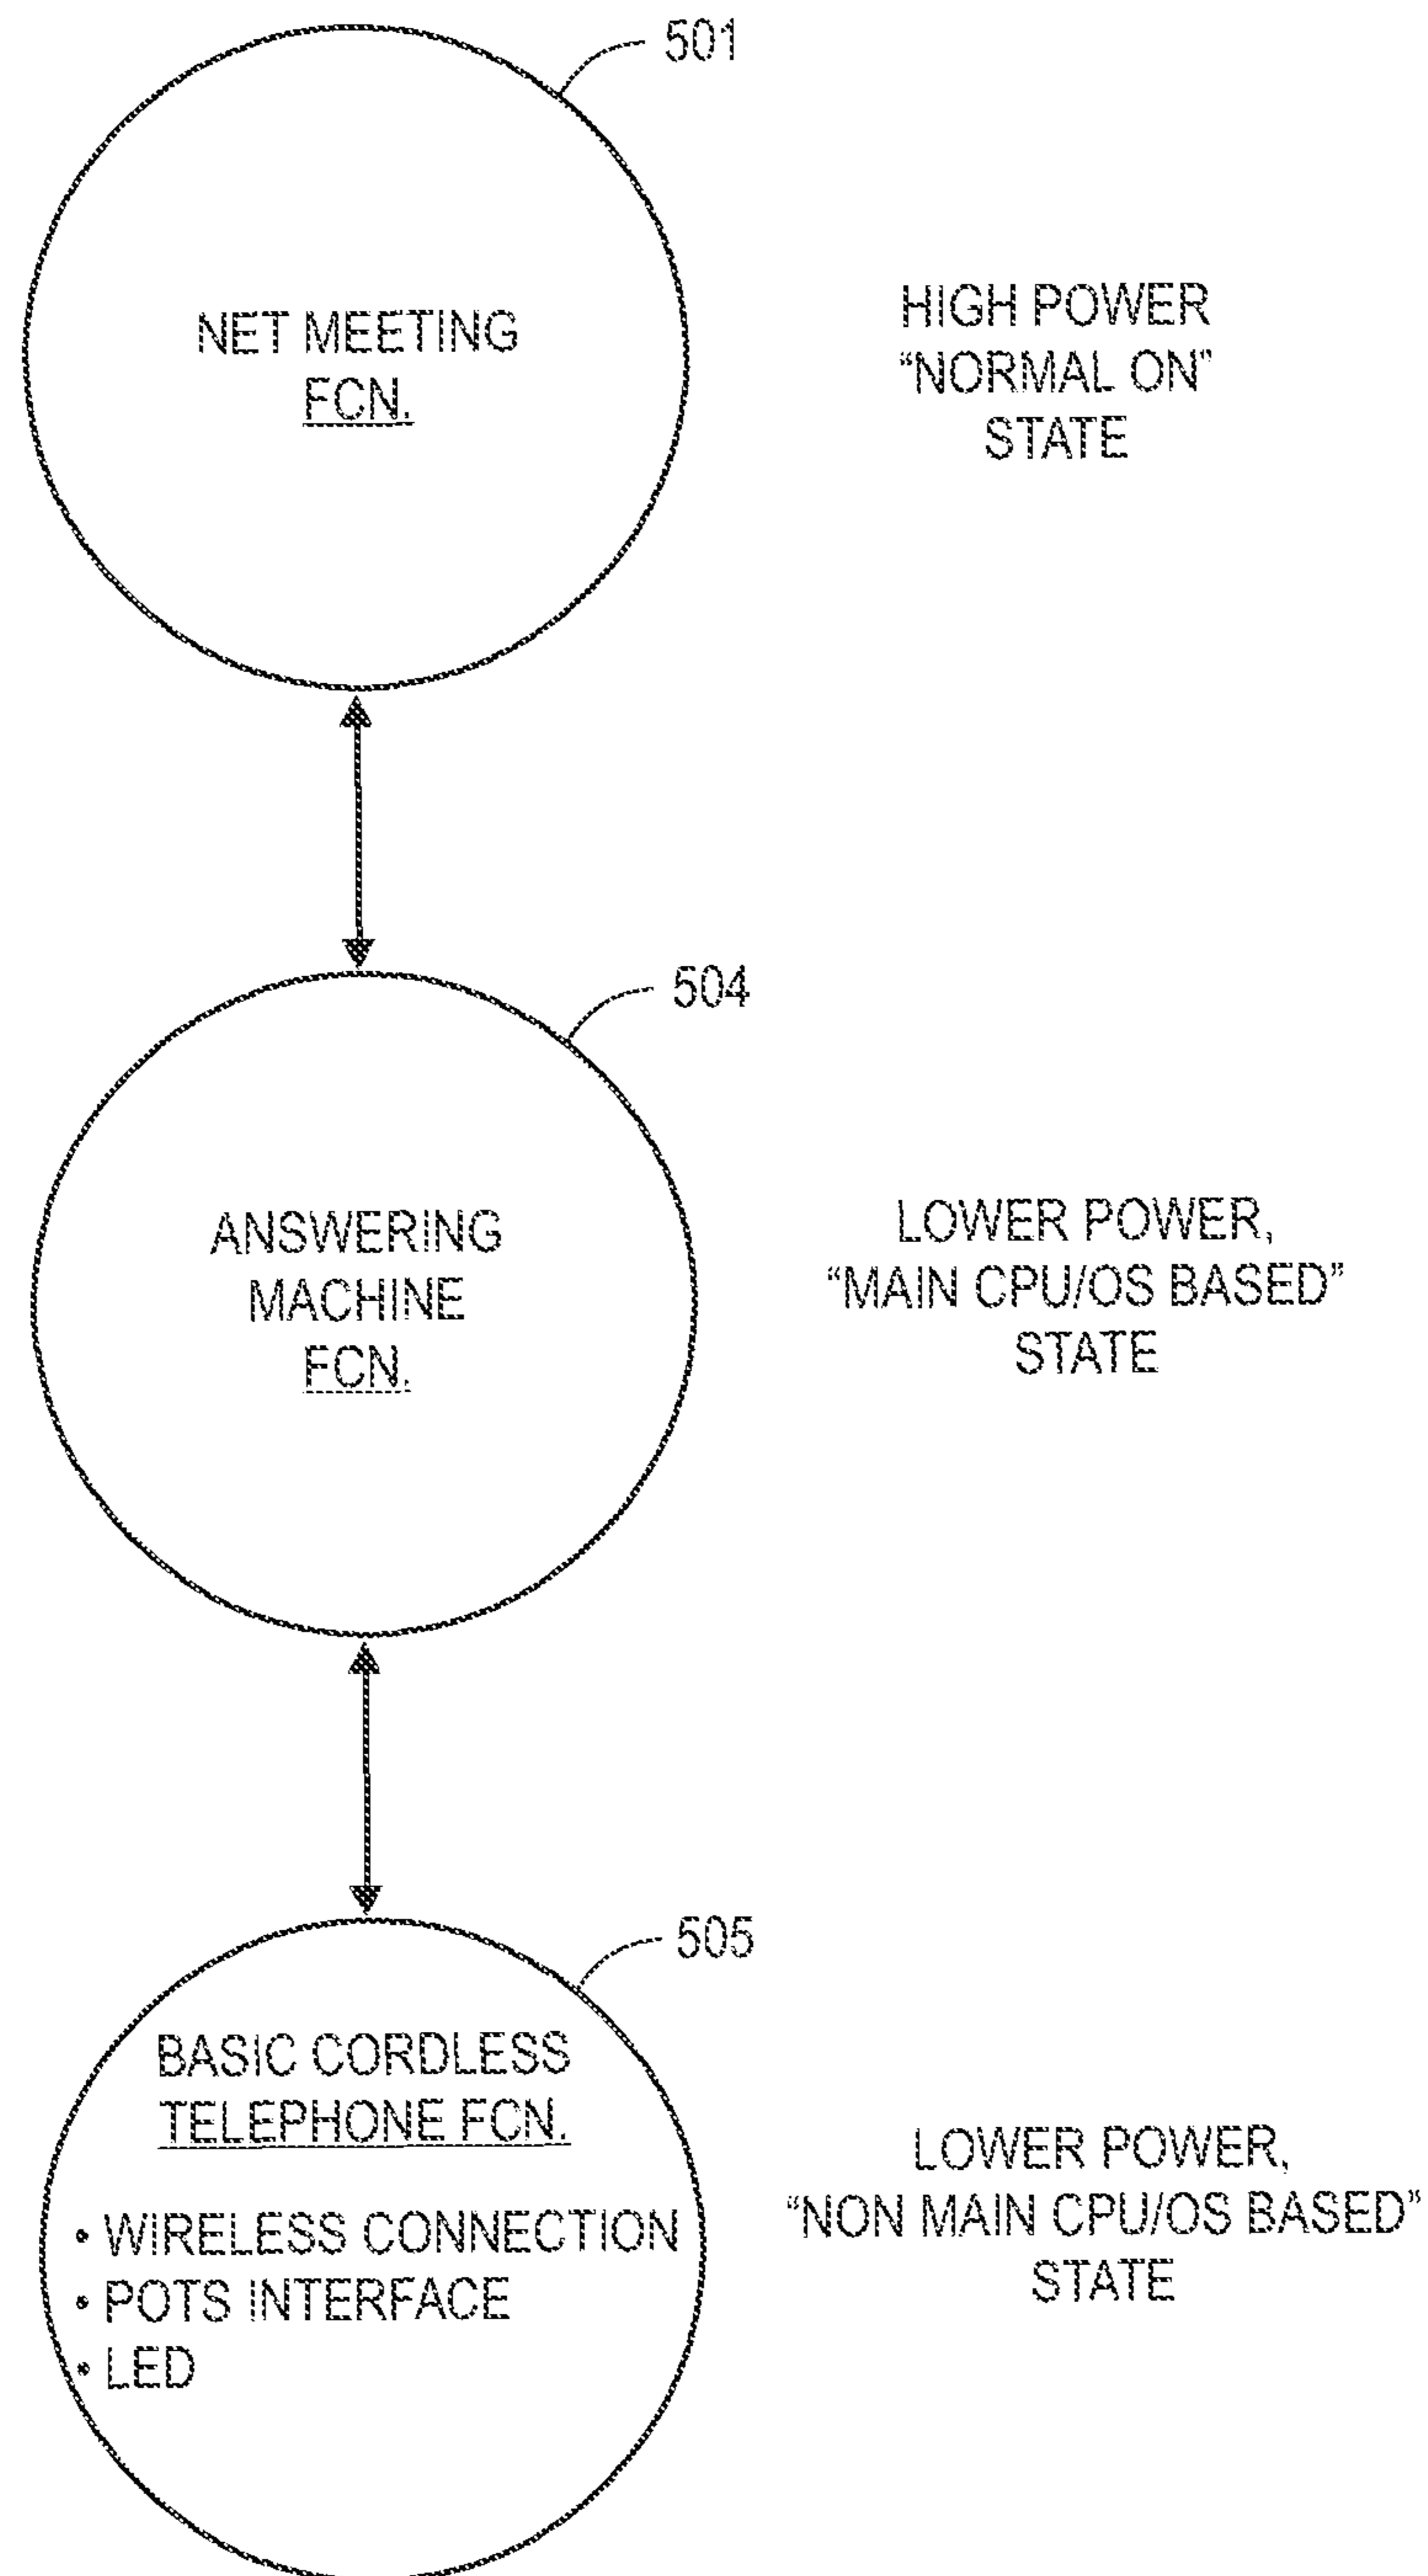 501
NET MEETING
FCN.
HIGH POWER
“NORMAL ON”
STATE
504
ANSWERING
MACHINE
FCN.
LOWER POWER,
“MAIN CPU/OS BASED”
STATE
505
BASIC CORDLESS
TELEPHONE FCN.
• WIRELESS CONNECTION
• POTS INTERFACE
• LED
LOWER POWER,
“NON MAIN CPU/OS BASED”
STATE